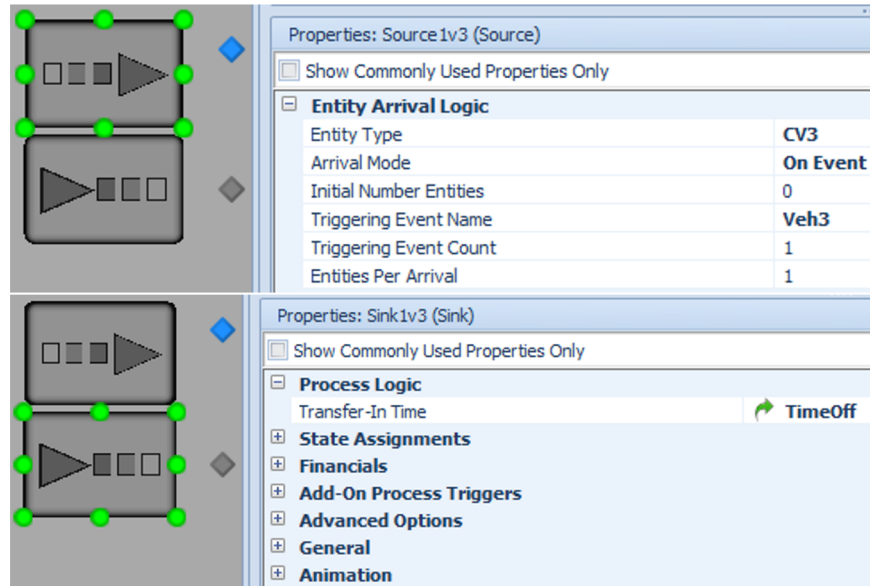 Properties: Source1v3 (Source)
Show Commonly Used Properties Only
Entity Arrival Logic
Entity Type CV3
Arrival Mode On Event
Initial Number Entities 0
Triggering Event Name Veh3
Triggering Event Count 1
Entities Per Arrival 1
Properties: Sink1v3 (Sink)
Show Commonly Used Properties Only
Process Logic
Transfer-In Time TimeOff
State Assignments
Financials
Add-On Process Triggers
Advanced Options
General
Animation